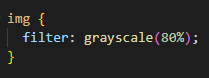 img {
  filter: grayscale(80%);
}